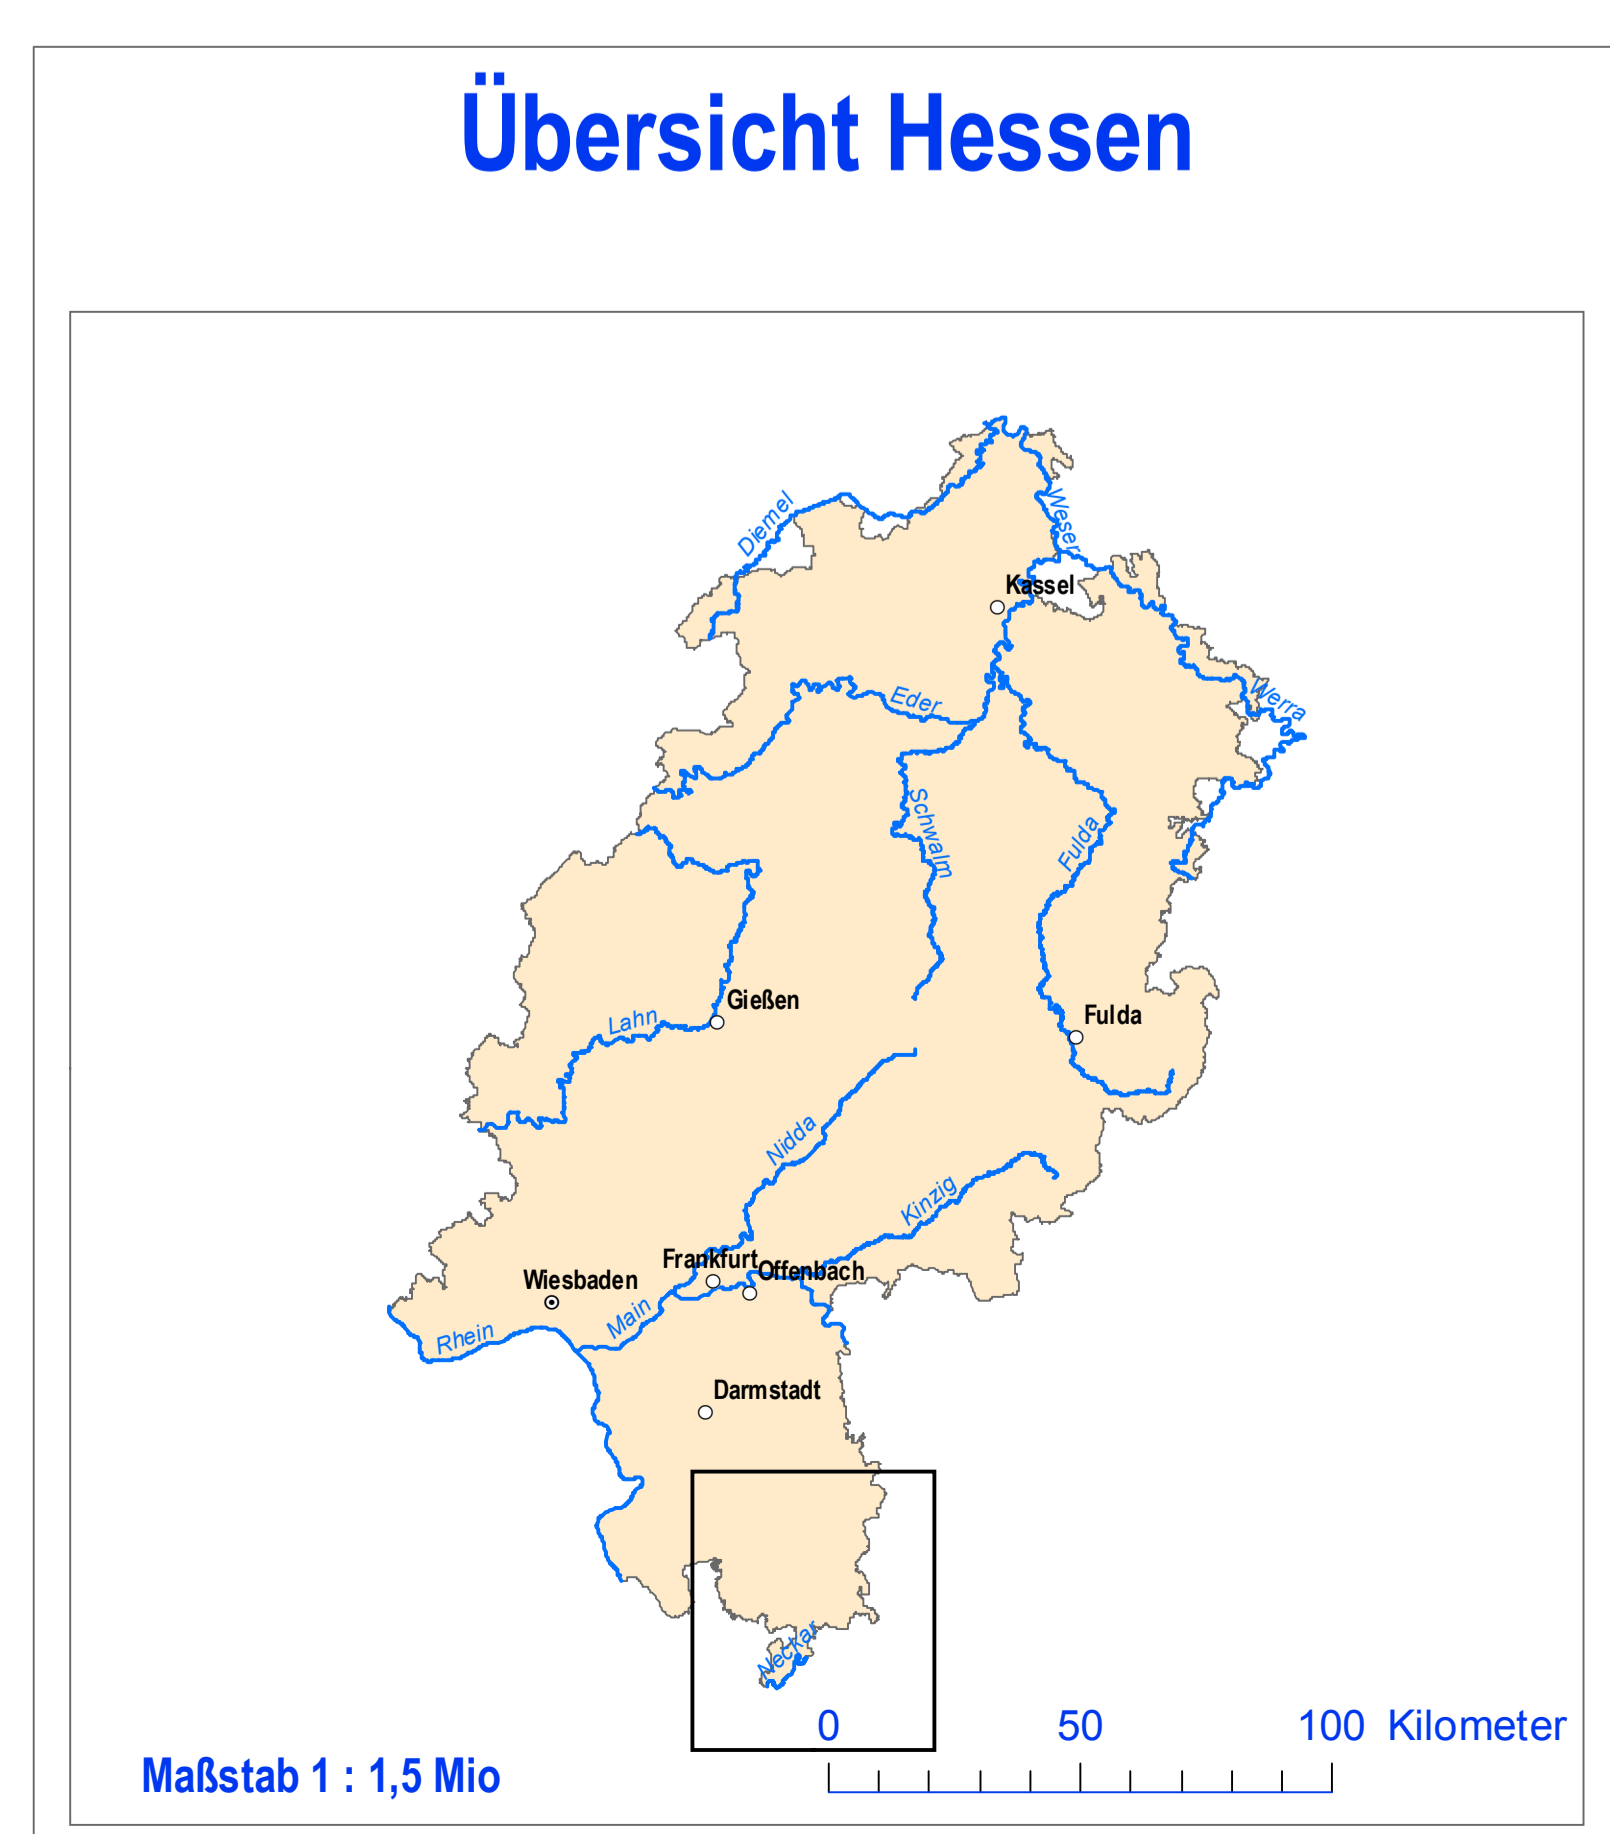 Übersicht Hessen
Diemel
Weser
Kassel
Eder
Werra
Schwalm
Fulda
Gießen
Lahn
Fulda
Nidda
Kinzig
Frankfurt
Offenbach
Wiesbaden
Main
Rhein
Darmstadt
Neckar
0 50 100 Kilometer
Maßstab 1 : 1,5 Mio